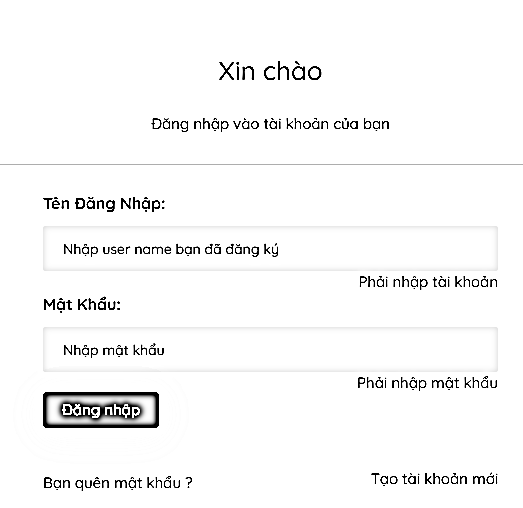 Xin chào
Đăng nhập vào tài khoản của bạn
Tên Đăng Nhập:
Nhập user name bạn đã đăng ký
Phải nhập tài khoản
Mật Khẩu:
Nhập mật khẩu
Phải nhập mật khẩu
Đăng nhập
Bạn quên mật khẩu ?
Tạo tài khoản mới